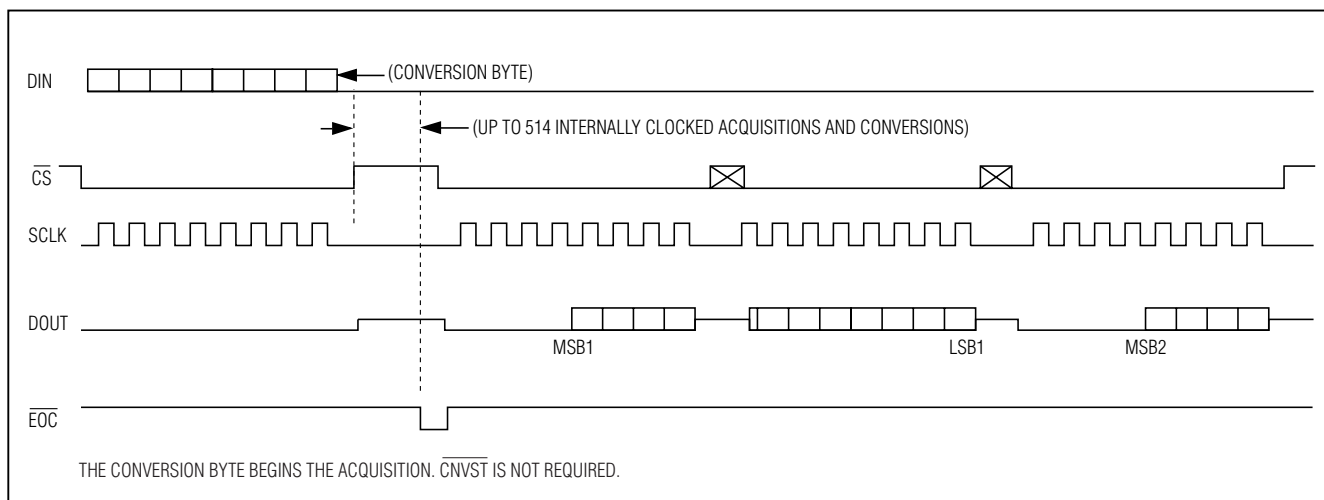 DIN
(CONVERSION BYTE)
(UP TO 514 INTERNALLY CLOCKED ACQUISITIONS AND CONVERSIONS)
CS
SCLK
DOUT
MSB1
LSB1
MSB2
EOC
THE CONVERSION BYTE BEGINS THE ACQUISITION. CNVST IS NOT REQUIRED.